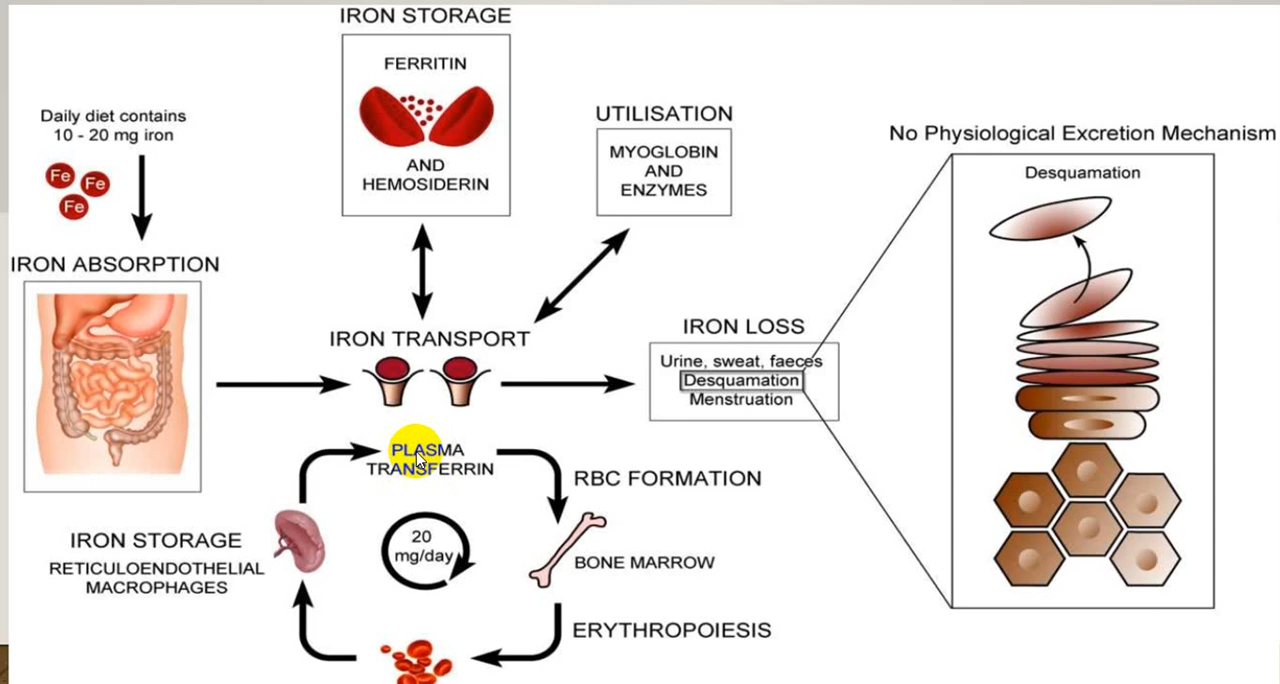 IRON STORAGE
FERRITIN
AND
HEMOSIDERIN
Daily diet contains
10 - 20 mg iron
Fe
Fe
Fe
IRON ABSORPTION
UTILISATION
MYOGLOBIN
AND
ENZYMES
No Physiological Excretion Mechanism
Desquamation
IRON TRANSPORT
IRON LOSS
Urine, sweat, faeces
Desquamation
Menstruation
PLASMA
TRANSFERRIN
RBC FORMATION
BONE MARROW
20
mg/day
IRON STORAGE
RETICULOENDOTHELIAL
MACROPHAGES
ERYTHROPOIESIS